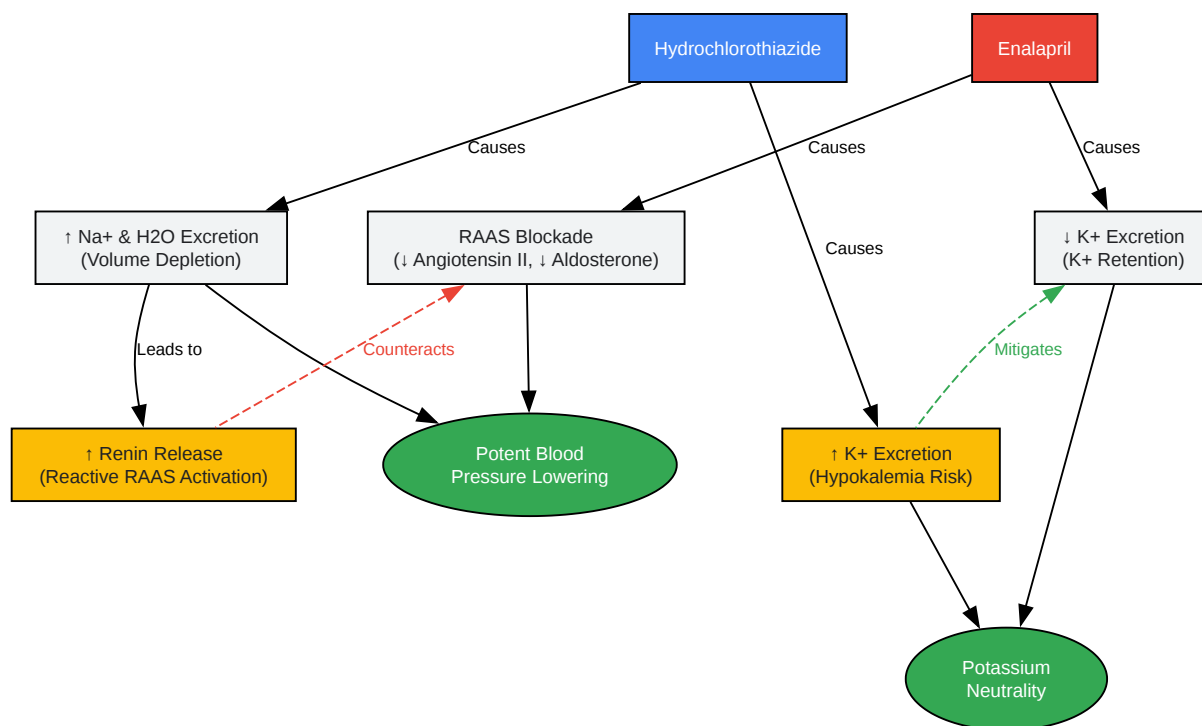 Hydrochlorothiazide
Enalapril
Causes
Causes
Causes
↑ Na+ & H2O Excretion
(Volume Depletion)
RAAS Blockade
(↓ Angiotensin II, ↓ Aldosterone)
Causes
↓ K+ Excretion
(K+ Retention)
Leads to
Counteracts
Mitigates
↑ Renin Release
(Reactive RAAS Activation)
Potent Blood
Pressure Lowering
↑ K+ Excretion
(Hypokalemia Risk)
Potassium
Neutrality